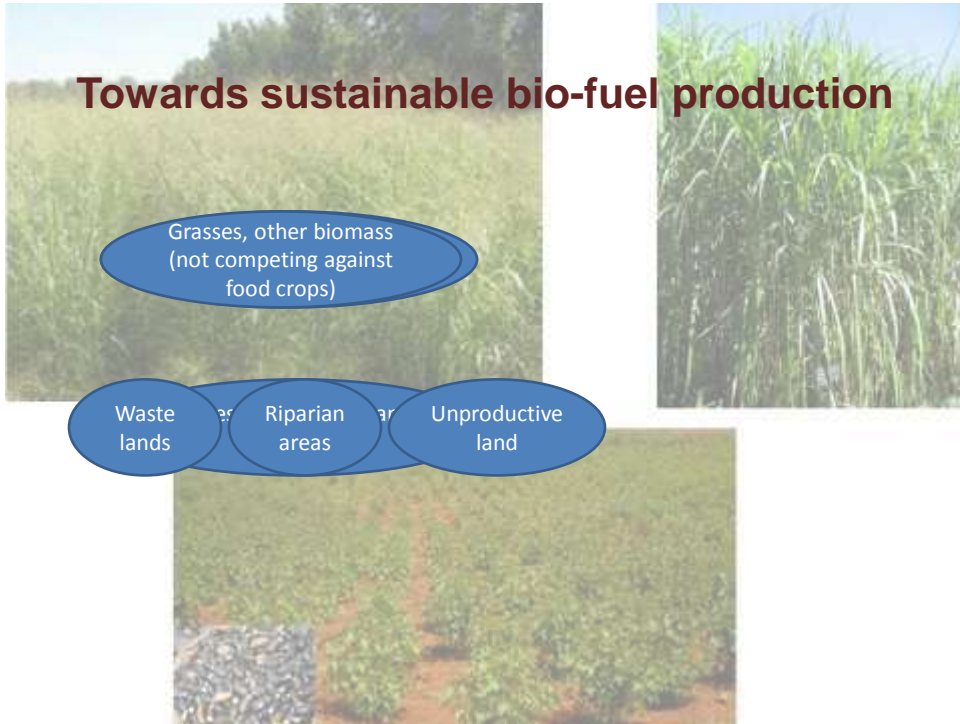 Towards sustainable bio-fuel production
Grasses, other biomass
(not competing against
food crops)
Waste
lands
Riparian
areas
Unproductive
land